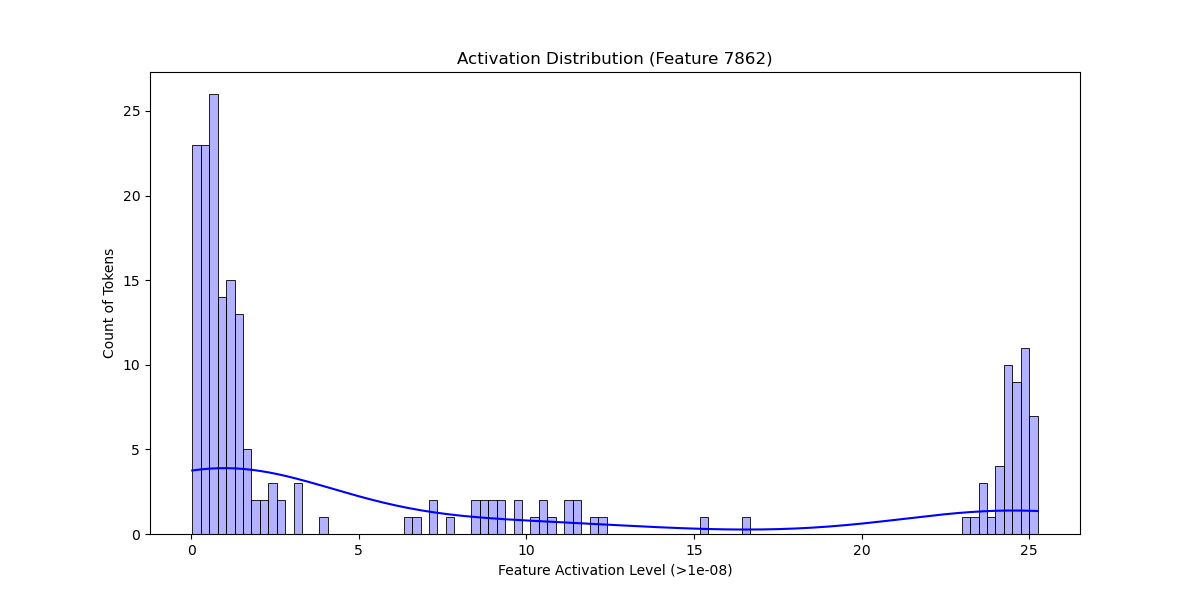 Activation Distribution (Feature 7862)
25
20
15
10
5
0
Count of Tokens
0 5 10 15 20 25
Feature Activation Level (>1e-08)